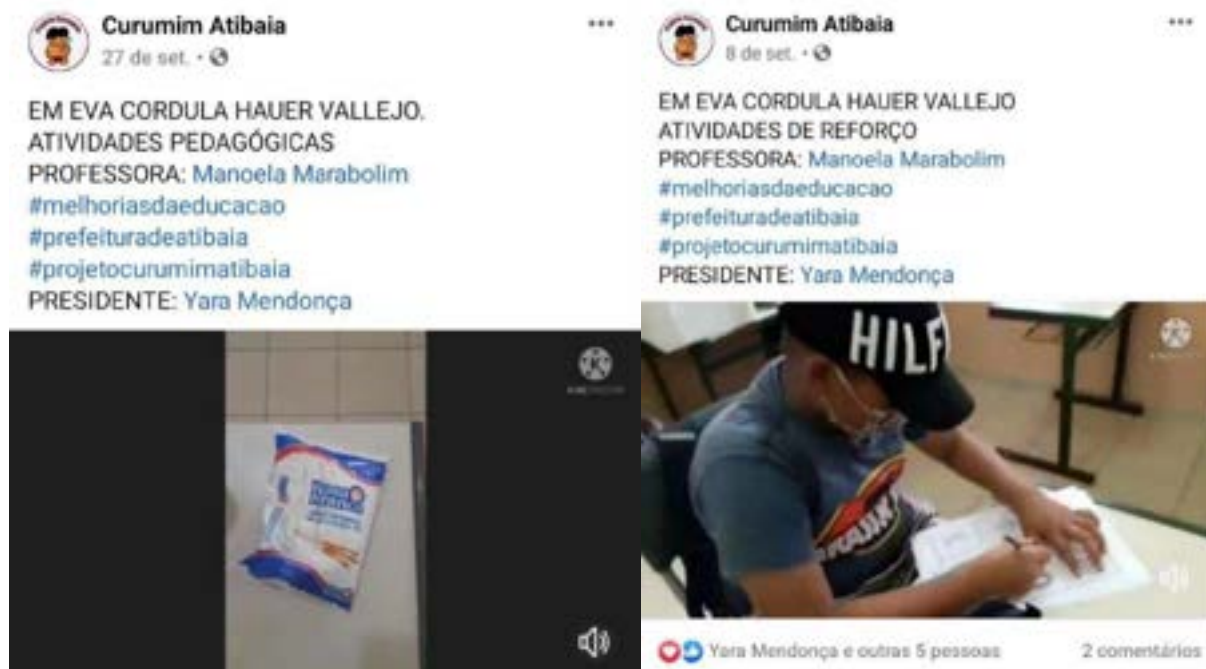 Curumim Atibaia
27 de set.
EM EVA CORDULA HAUER VALLEJO.
ATIVIDADES PEDAGÓGICAS
PROFESSORA: Manoela Marabolim
#melhoriasdaeducacao
#prefeituradeatibaia
#projetocurumimatibaia
PRESIDENTE: Yara Mendonça
Curumim Atibaia
8 de set.
EM EVA CORDULA HAUER VALLEJO
ATIVIDADES DE REFORÇO
PROFESSORA: Manoela Marabolim
#melhoriasdaeducacao
#prefeituradeatibaia
#projetocurumimatibaia
PRESIDENTE: Yara Mendonça
HILF
Yara Mendonça e outras 5 pessoas
2 comentários